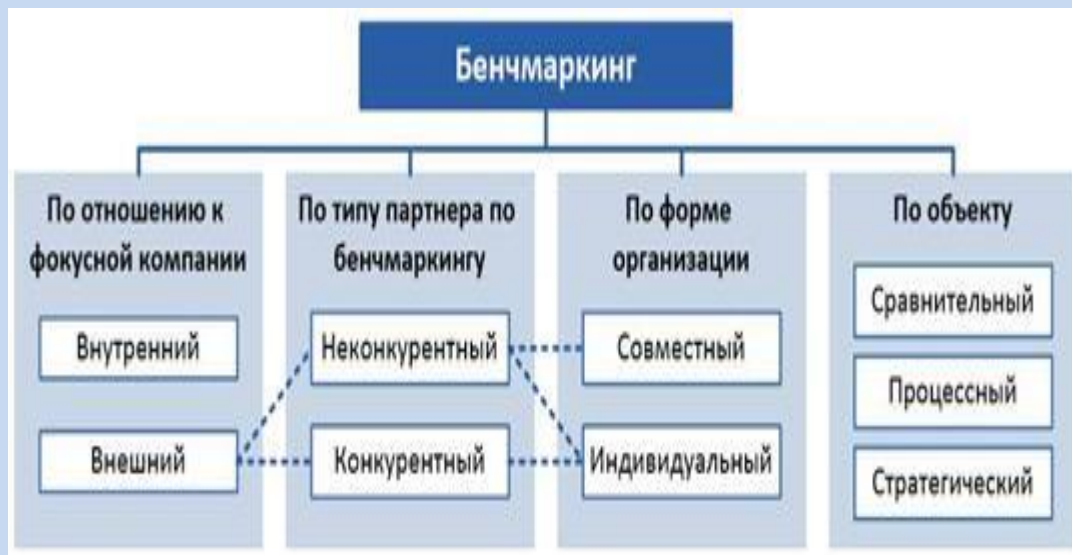 Бенчмаркинг
По отношению к
фокусной компании
Внутренний
Внешний
По типу партнера по
бенчмаркингу
Неконкурентный
Конкурентный
По форме
организации
Совместный
Индивидуальный
По объекту
Сравнительный
Процессный
Стратегический